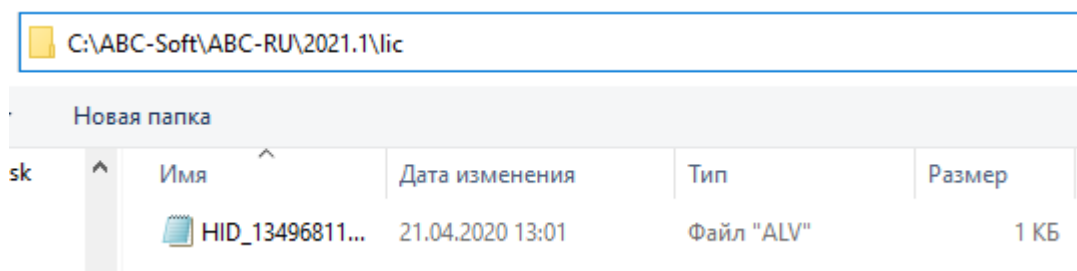 C:\ABC-Soft\ABC-RU\2021.1\lic
Новая папка
sk Имя Дата изменения Тип Размер
HID_13496811... 21.04.2020 13:01 Файл "ALV" 1 КБ